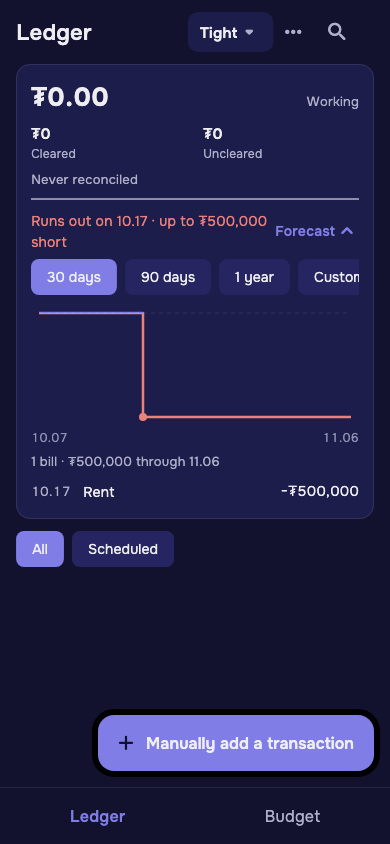 Ledger
Tight
₮0.00
Working
₮0
₮0
Cleared
Uncleared
Never reconciled
Runs out on 10.17 · up to ₮500,000
short
Forecast
30 days
90 days
1 year
Custom
10.07
11.06
1 bill · ₮500,000 through 11.06
10.17 Rent -₮500,000
All
Scheduled
+ Manually add a transaction
Ledger
Budget